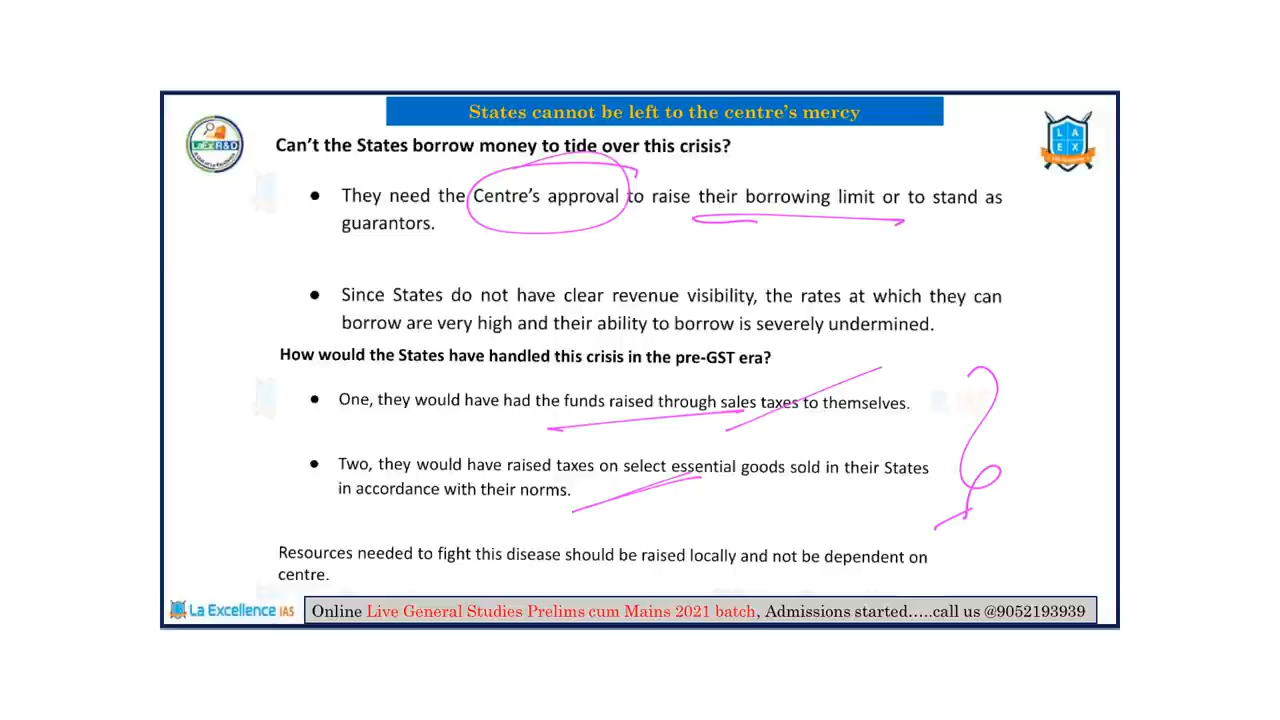 States cannot be left to the centre's mercy
LaEx R&D
L A
E X
Can't the States borrow money to tide over this crisis?
● They need the Centre's approval to raise their borrowing limit or to stand as
guarantors.
● Since States do not have clear revenue visibility, the rates at which they can
borrow are very high and their ability to borrow is severely undermined.
How would the States have handled this crisis in the pre-GST era?
● One, they would have had the funds raised through sales taxes to themselves.
● Two, they would have raised taxes on select essential goods sold in their States
in accordance with their norms.
Resources needed to fight this disease should be raised locally and not be dependent on
centre.
La Excellence IAS
Online Live General Studies Prelims cum Mains 2021 batch, Admissions started.....call us @9052193939